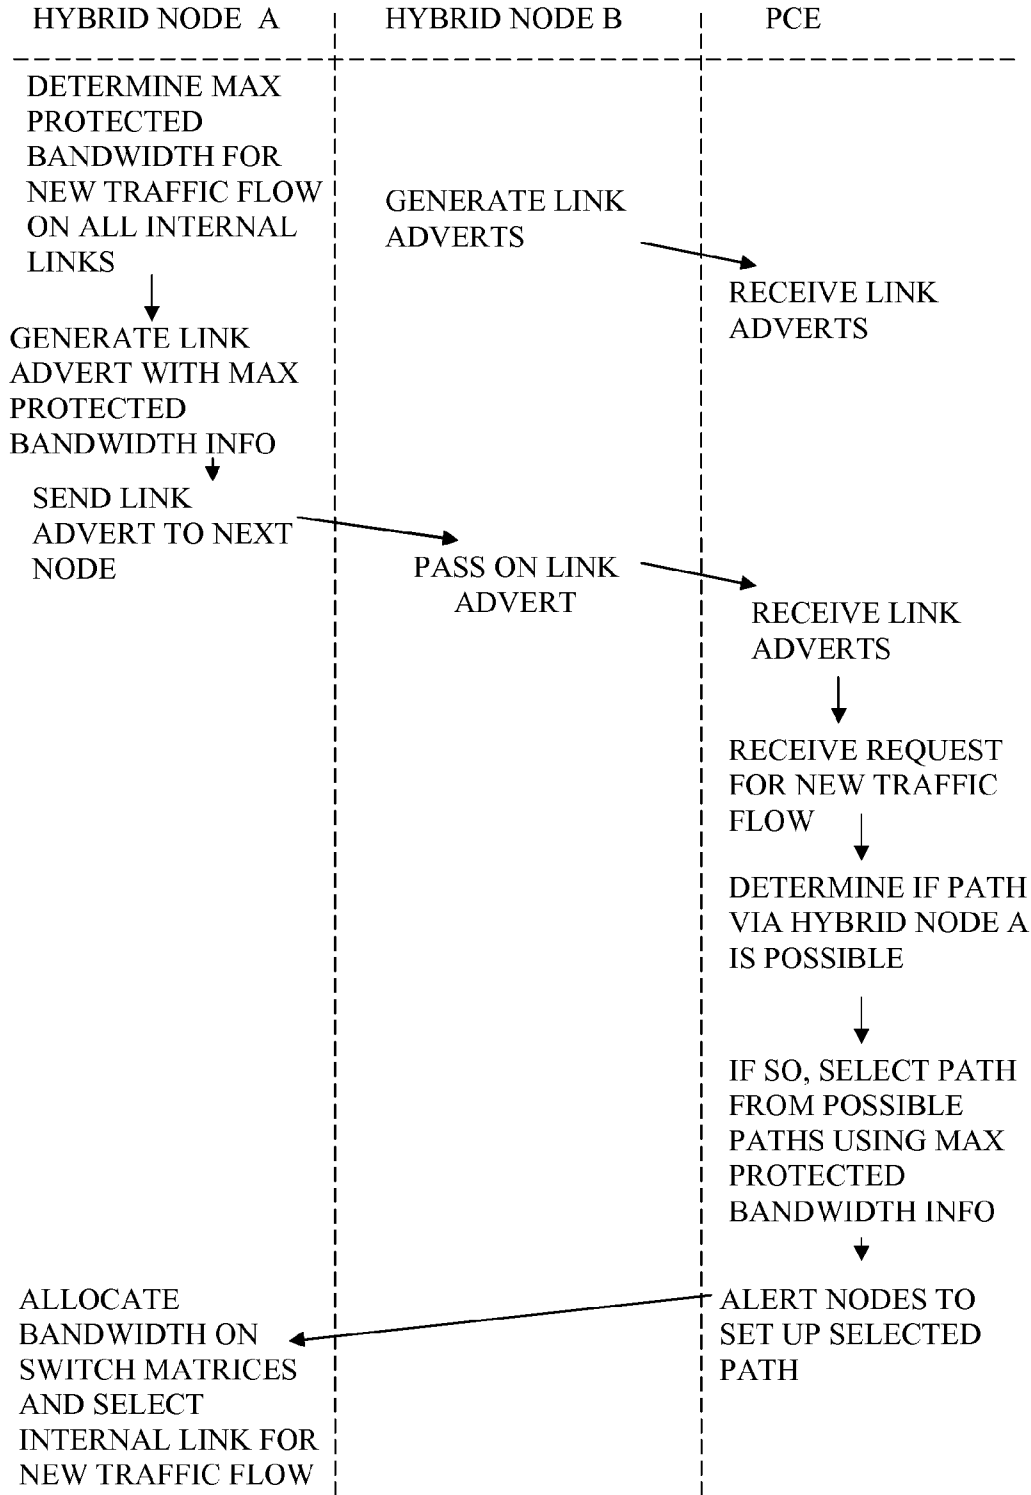 HYBRID NODE A
HYBRID NODE B
PCE
DETERMINE MAX
PROTECTED
BANDWIDTH FOR
NEW TRAFFIC FLOW
ON ALL INTERNAL
LINKS
GENERATE LINK
ADVERTS
RECEIVE LINK
ADVERTS
GENERATE LINK
ADVERT WITH MAX
PROTECTED
BANDWIDTH INFO
SEND LINK
ADVERT TO NEXT
NODE
PASS ON LINK
ADVERT
RECEIVE LINK
ADVERTS
RECEIVE REQUEST
FOR NEW TRAFFIC
FLOW
DETERMINE IF PATH
VIA HYBRID NODE A
IS POSSIBLE
IF SO, SELECT PATH
FROM POSSIBLE
PATHS USING MAX
PROTECTED
BANDWIDTH INFO
ALERT NODES TO
SET UP SELECTED
PATH
ALLOCATE
BANDWIDTH ON
SWITCH MATRICES
AND SELECT
INTERNAL LINK FOR
NEW TRAFFIC FLOW